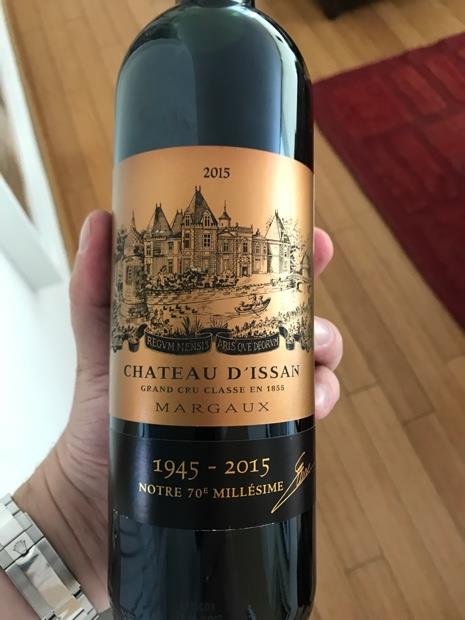 2015
REGVM MENSIS ARIS QVE DEORVM
CHATEAU D'ISSAN
GRAND CRU CLASSE EN 1855
MARGAUX
1945 - 2015
NOTRE 70E MILLÉSIME